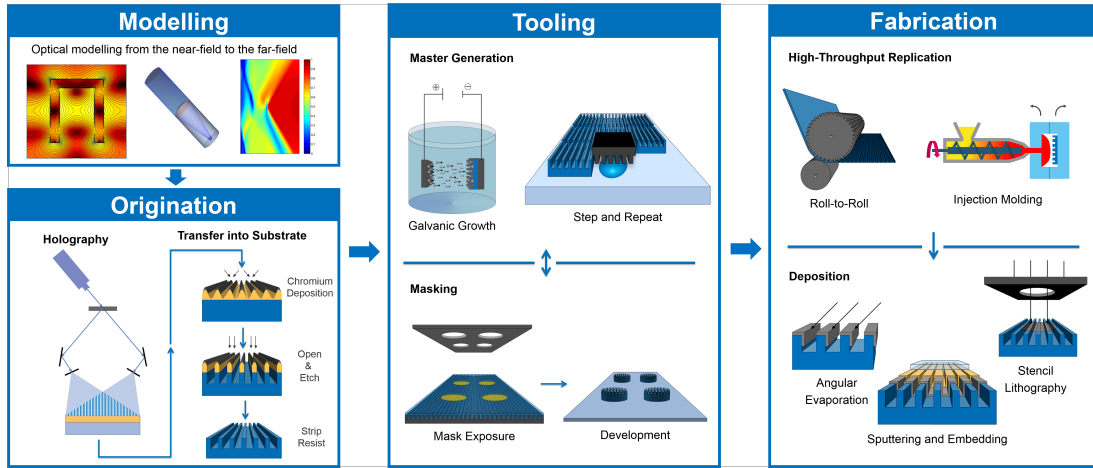 Modelling
Optical modelling from the near-field to the far-field
Origination
Holography
Transfer into Substrate
Chromium
Deposition
Open
&
Etch
Strip
Resist
Tooling
Master Generation
⊕
⊖
Galvanic Growth
Step and Repeat
Masking
Mask Exposure
Development
Fabrication
High-Throughput Replication
Roll-to-Roll
Injection Molding
Deposition
Angular
Evaporation
Stencil
Lithography
Sputtering and Embedding